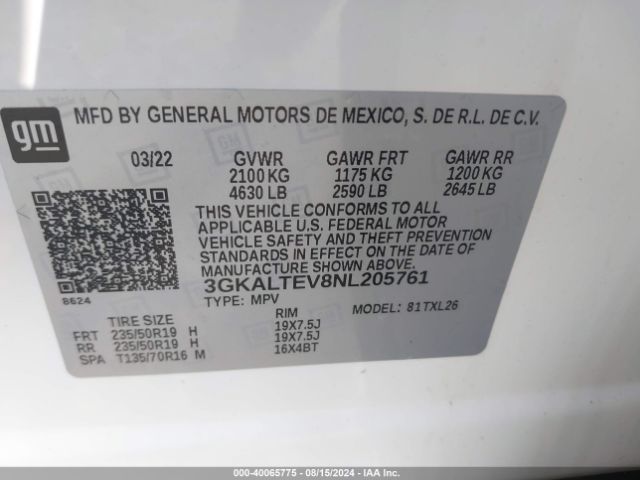 gm
MFD BY GENERAL MOTORS DE MEXICO, S. DE R.L. DE C.V.
03/22 GVWR GAWR FRT GAWR RR
2100 KG 1175 KG 1200 KG
4630 LB 2590 LB 2645 LB
THIS VEHICLE CONFORMS TO ALL
APPLICABLE U.S. FEDERAL MOTOR
VEHICLE SAFETY AND THEFT PREVENTION
STANDARDS IN EFFECT ON THE DATE OF
MANUFACTURE SHOWN ABOVE.
8624
3GKALTEV8NL205761
TYPE: MPV MODEL: 81TXL26
TIRE SIZE RIM
FRT 235/50R19 H 19X7.5J
RR 235/50R19 H 19X7.5J
SPA T135/70R16 M 16X4BT
000-40065775 - 08/15/2024 - IAAI.COM